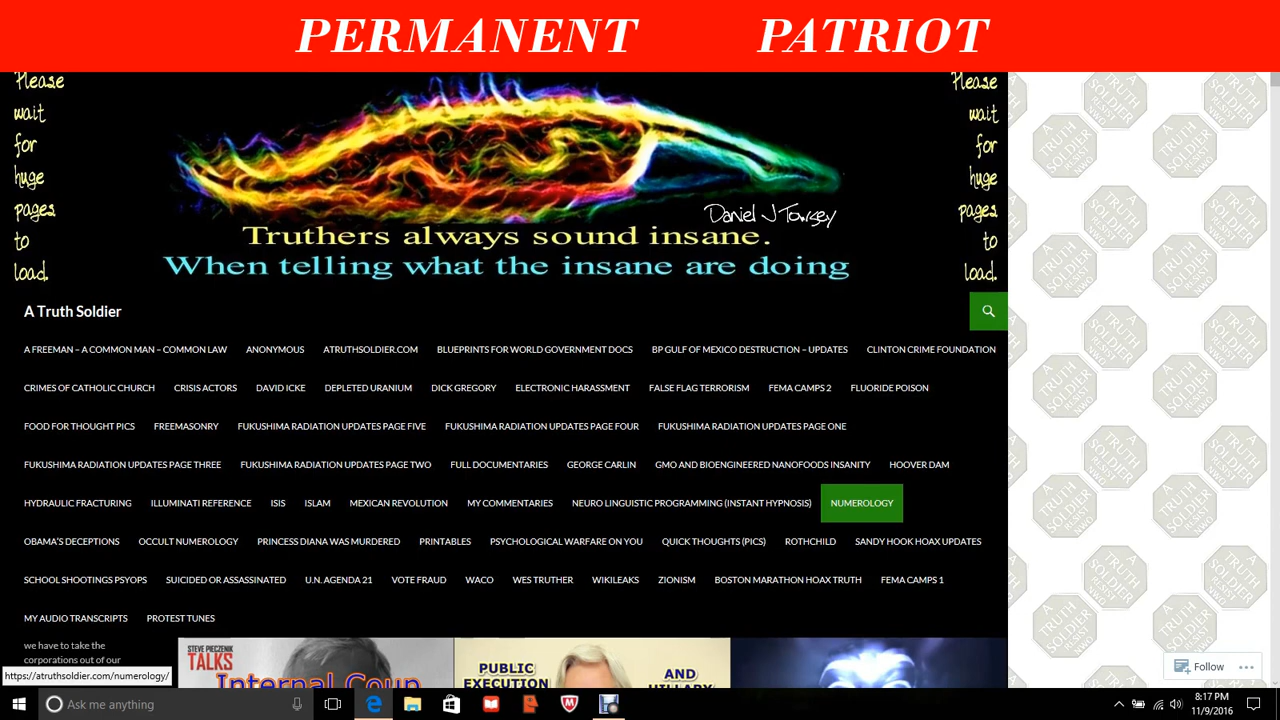 PERMANENT PATRIOT
Please wait for huge pages to load.
Please wait for huge pages to load.
Daniel J Towsey
Truthers always sound insane.
When telling what the insane are doing
A Truth Soldier
A FREEMAN – A COMMON MAN – COMMON LAW ANONYMOUS ATRUTHSOLDIER.COM BLUEPRINTS FOR WORLD GOVERNMENT DOCS BP GULF OF MEXICO DESTRUCTION – UPDATES CLINTON CRIME FOUNDATION
CRIMES OF CATHOLIC CHURCH CRISIS ACTORS DAVID ICKE DEPLETED URANIUM DICK GREGORY ELECTRONIC HARASSMENT FALSE FLAG TERRORISM FEMA CAMPS 2 FLUORIDE POISON
FOOD FOR THOUGHT PICS FREEMASONRY FUKUSHIMA RADIATION UPDATES PAGE FIVE FUKUSHIMA RADIATION UPDATES PAGE FOUR FUKUSHIMA RADIATION UPDATES PAGE ONE
FUKUSHIMA RADIATION UPDATES PAGE THREE FUKUSHIMA RADIATION UPDATES PAGE TWO FULL DOCUMENTARIES GEORGE CARLIN GMO AND BIOENGINEERED NANOFOODS INSANITY HOOVER DAM
HYDRAULIC FRACTURING ILLUMINATI REFERENCE ISIS ISLAM MEXICAN REVOLUTION MY COMMENTARIES NEURO LINGUISTIC PROGRAMMING (INSTANT HYPNOSIS) NUMEROLOGY
OBAMA'S DECEPTIONS OCCULT NUMEROLOGY PRINCESS DIANA WAS MURDERED PRINTABLES PSYCHOLOGICAL WARFARE ON YOU QUICK THOUGHTS (PICS) ROTHCHILD SANDY HOOK HOAX UPDATES
SCHOOL SHOOTINGS PSYOPS SUICIDED OR ASSASSINATED U.N. AGENDA 21 VOTE FRAUD WACO WES TRUTHER WIKILEAKS ZIONISM BOSTON MARATHON HOAX TRUTH FEMA CAMPS 1
MY AUDIO TRANSCRIPTS PROTEST TUNES
we have to take the
corporations out of our
https://atruthsoldier.com/numerology/
STEVE PIECZENIK
TALKS
Internal Coup
PUBLIC
EXECUTION
AND
HILLARY
A TRUTH SOLDIER RESIST NWO
Follow
Ask me anything
8:17 PM
11/9/2016